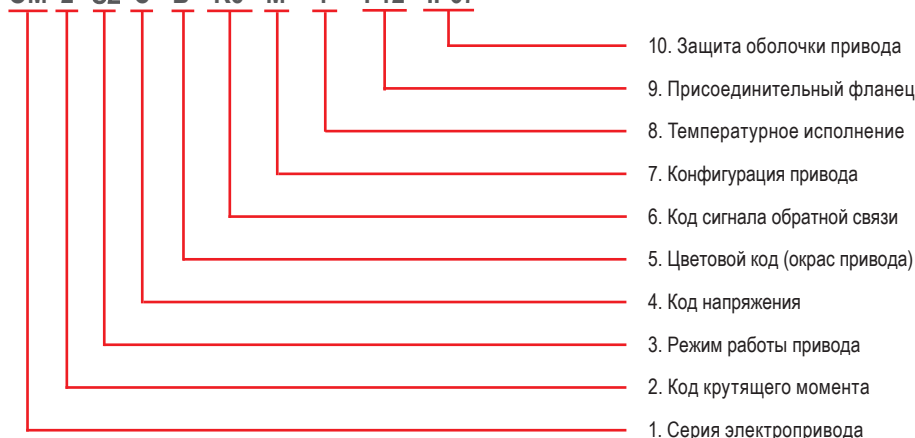 10. Защита оболочки привода
9. Присоединительный фланец
8. Температурное исполнение
7. Конфигурация привода
6. Код сигнала обратной связи
5. Цветовой код (окрас привода)
4. Код напряжения
3. Режим работы привода
2. Код крутящего момента
1. Серия электропривода